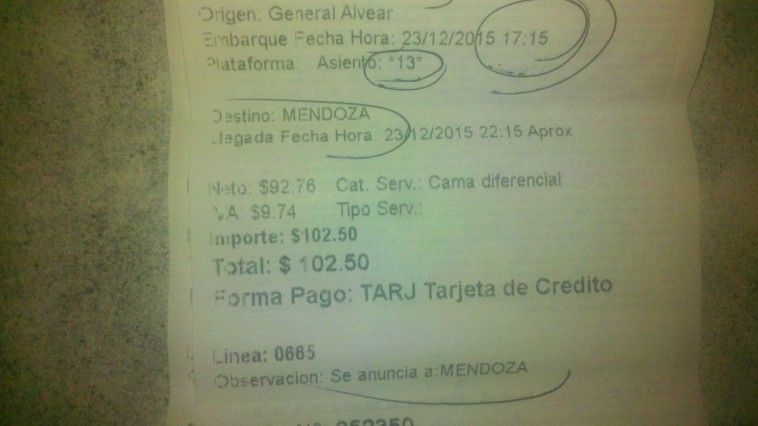 Origen: General Alvear
Embarque Fecha Hora: 23/12/2015 17:15
Plataforma Asiento: *13*
Destino: MENDOZA
Llegada Fecha Hora: 23/12/2015 22:15 Aprox
Neto: $92.76 Cat. Serv.: Cama diferencial
IVA: $9.74 Tipo Serv.:
Importe: $102.50
Total: $ 102.50
Forma Pago: TARJ Tarjeta de Credito
Linea: 0665
Observacion: Se anuncia a:MENDOZA